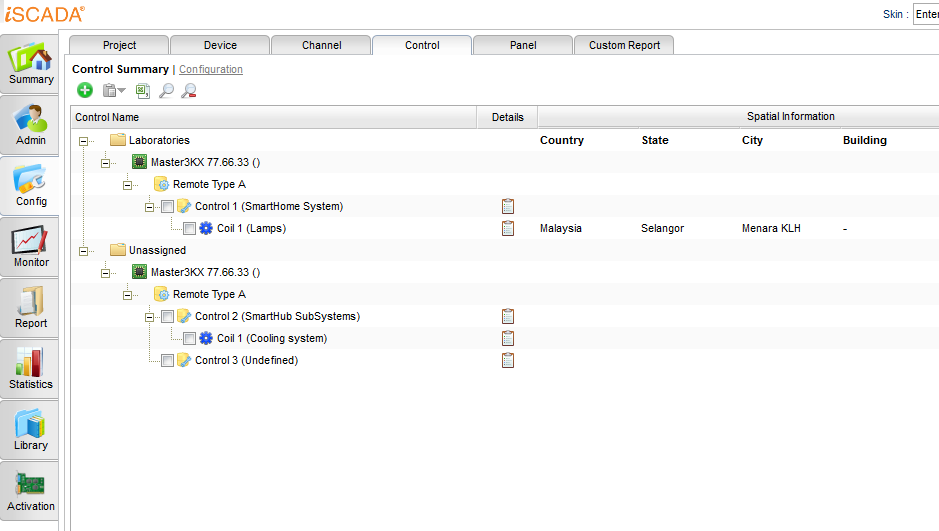 iSCADA®
Skin : Enter
Project Device Channel Control Panel Custom Report
Control Summary | Configuration
Control Name Details Spatial Information
Laboratories Country State City Building
Master3KX 77.66.33 ()
Remote Type A
Control 1 (SmartHome System)
Coil 1 (Lamps) Malaysia Selangor Menara KLH -
Unassigned
Master3KX 77.66.33 ()
Remote Type A
Control 2 (SmartHub SubSystems)
Coil 1 (Cooling system)
Control 3 (Undefined)
Summary
Admin
Config
Monitor
Report
Statistics
Library
Activation